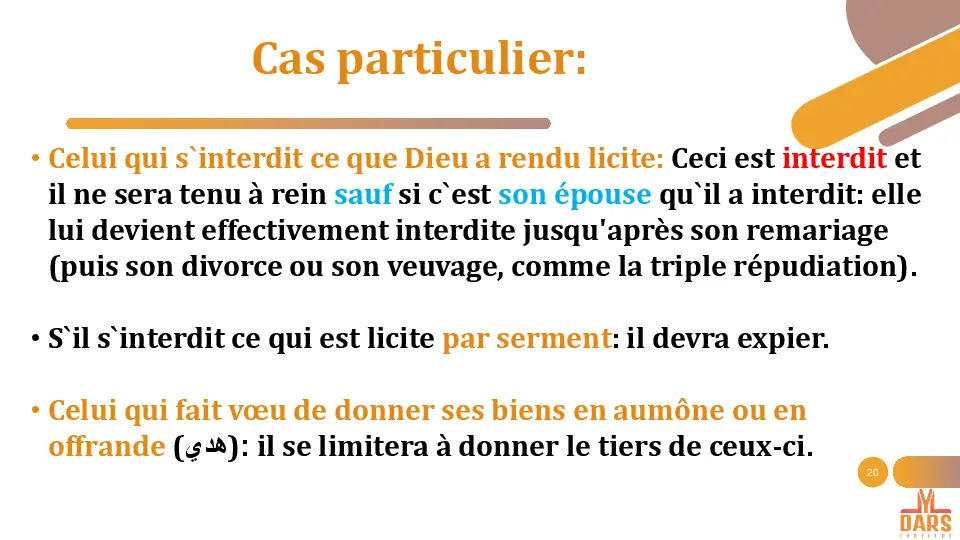 Cas particulier:
• Celui qui s`interdit ce que Dieu a rendu licite: Ceci est interdit et
il ne sera tenu à rein sauf si c`est son épouse qu`il a interdit: elle
lui devient effectivement interdite jusqu'après son remariage
(puis son divorce ou son veuvage, comme la triple répudiation).
• S`il s`interdit ce qui est licite par serment: il devra expier.
• Celui qui fait vœu de donner ses biens en aumône ou en
offrande (هدي): il se limitera à donner le tiers de ceux-ci.
20
DARS
INSTITUT